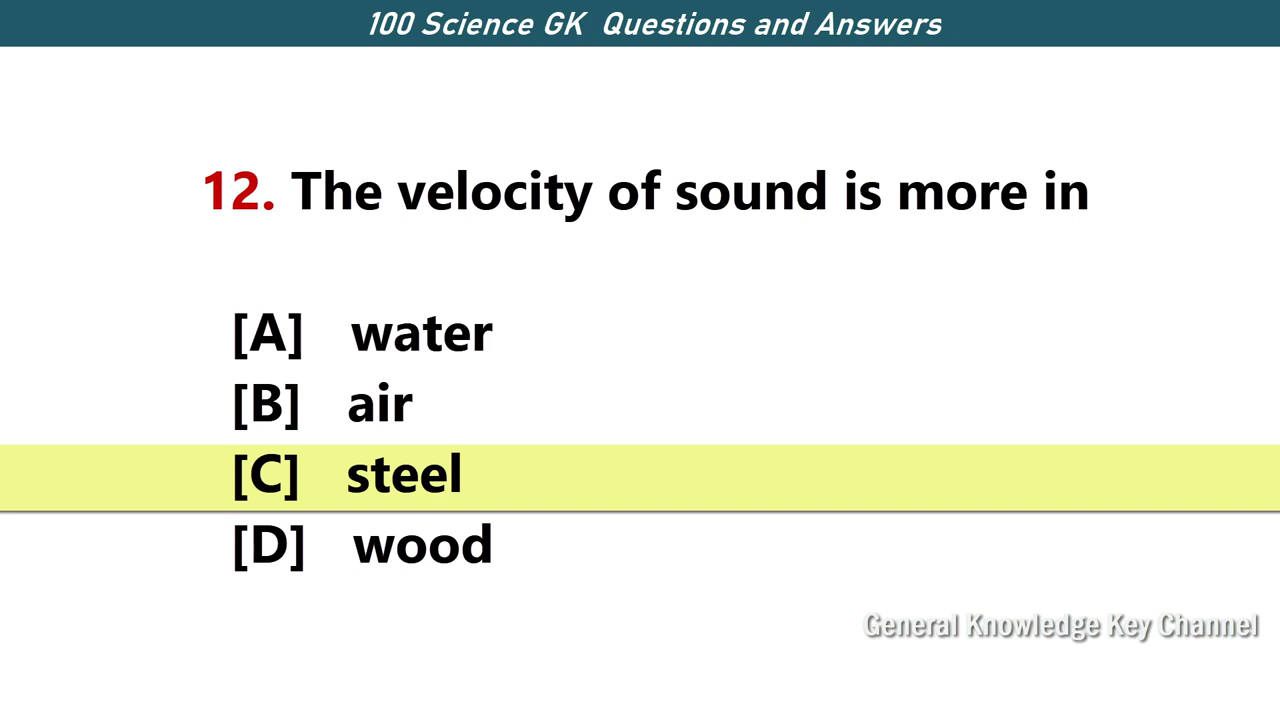 100 Science GK Questions and Answers
12. The velocity of sound is more in
[A] water
[B] air
[C] steel
[D] wood
General Knowledge Key Channel